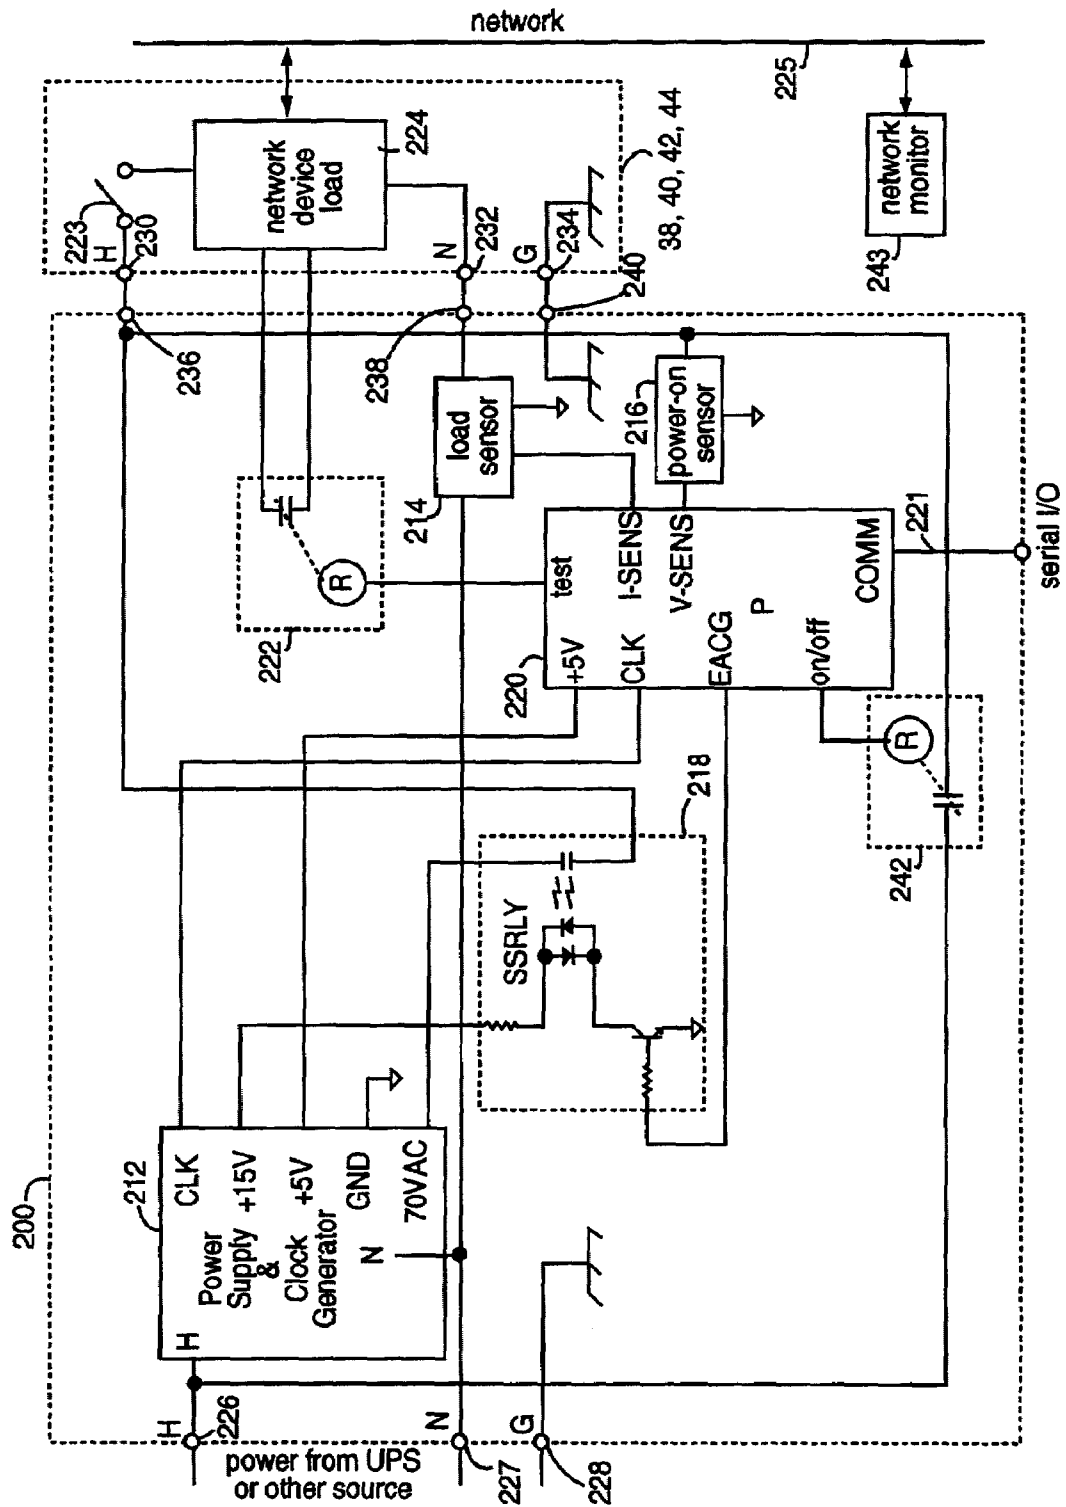 network
225
network
monitor
243
38, 40, 42, 44
224
network
device
load
223
H
230
N
232
G
234
240
236
238
load
sensor
214
216
power-on
sensor
222
R
220
test
I-SENS
V-SENS
+5V
CLK
EACG
P
on/off
COMM
221
serial I/O
R
242
218
SSRLY
200
212
CLK
+15V
+5V
GND
70VAC
Power
Supply
&
Clock
Generator
H
N
H
226
N
227
G
228
power from UPS
or other source